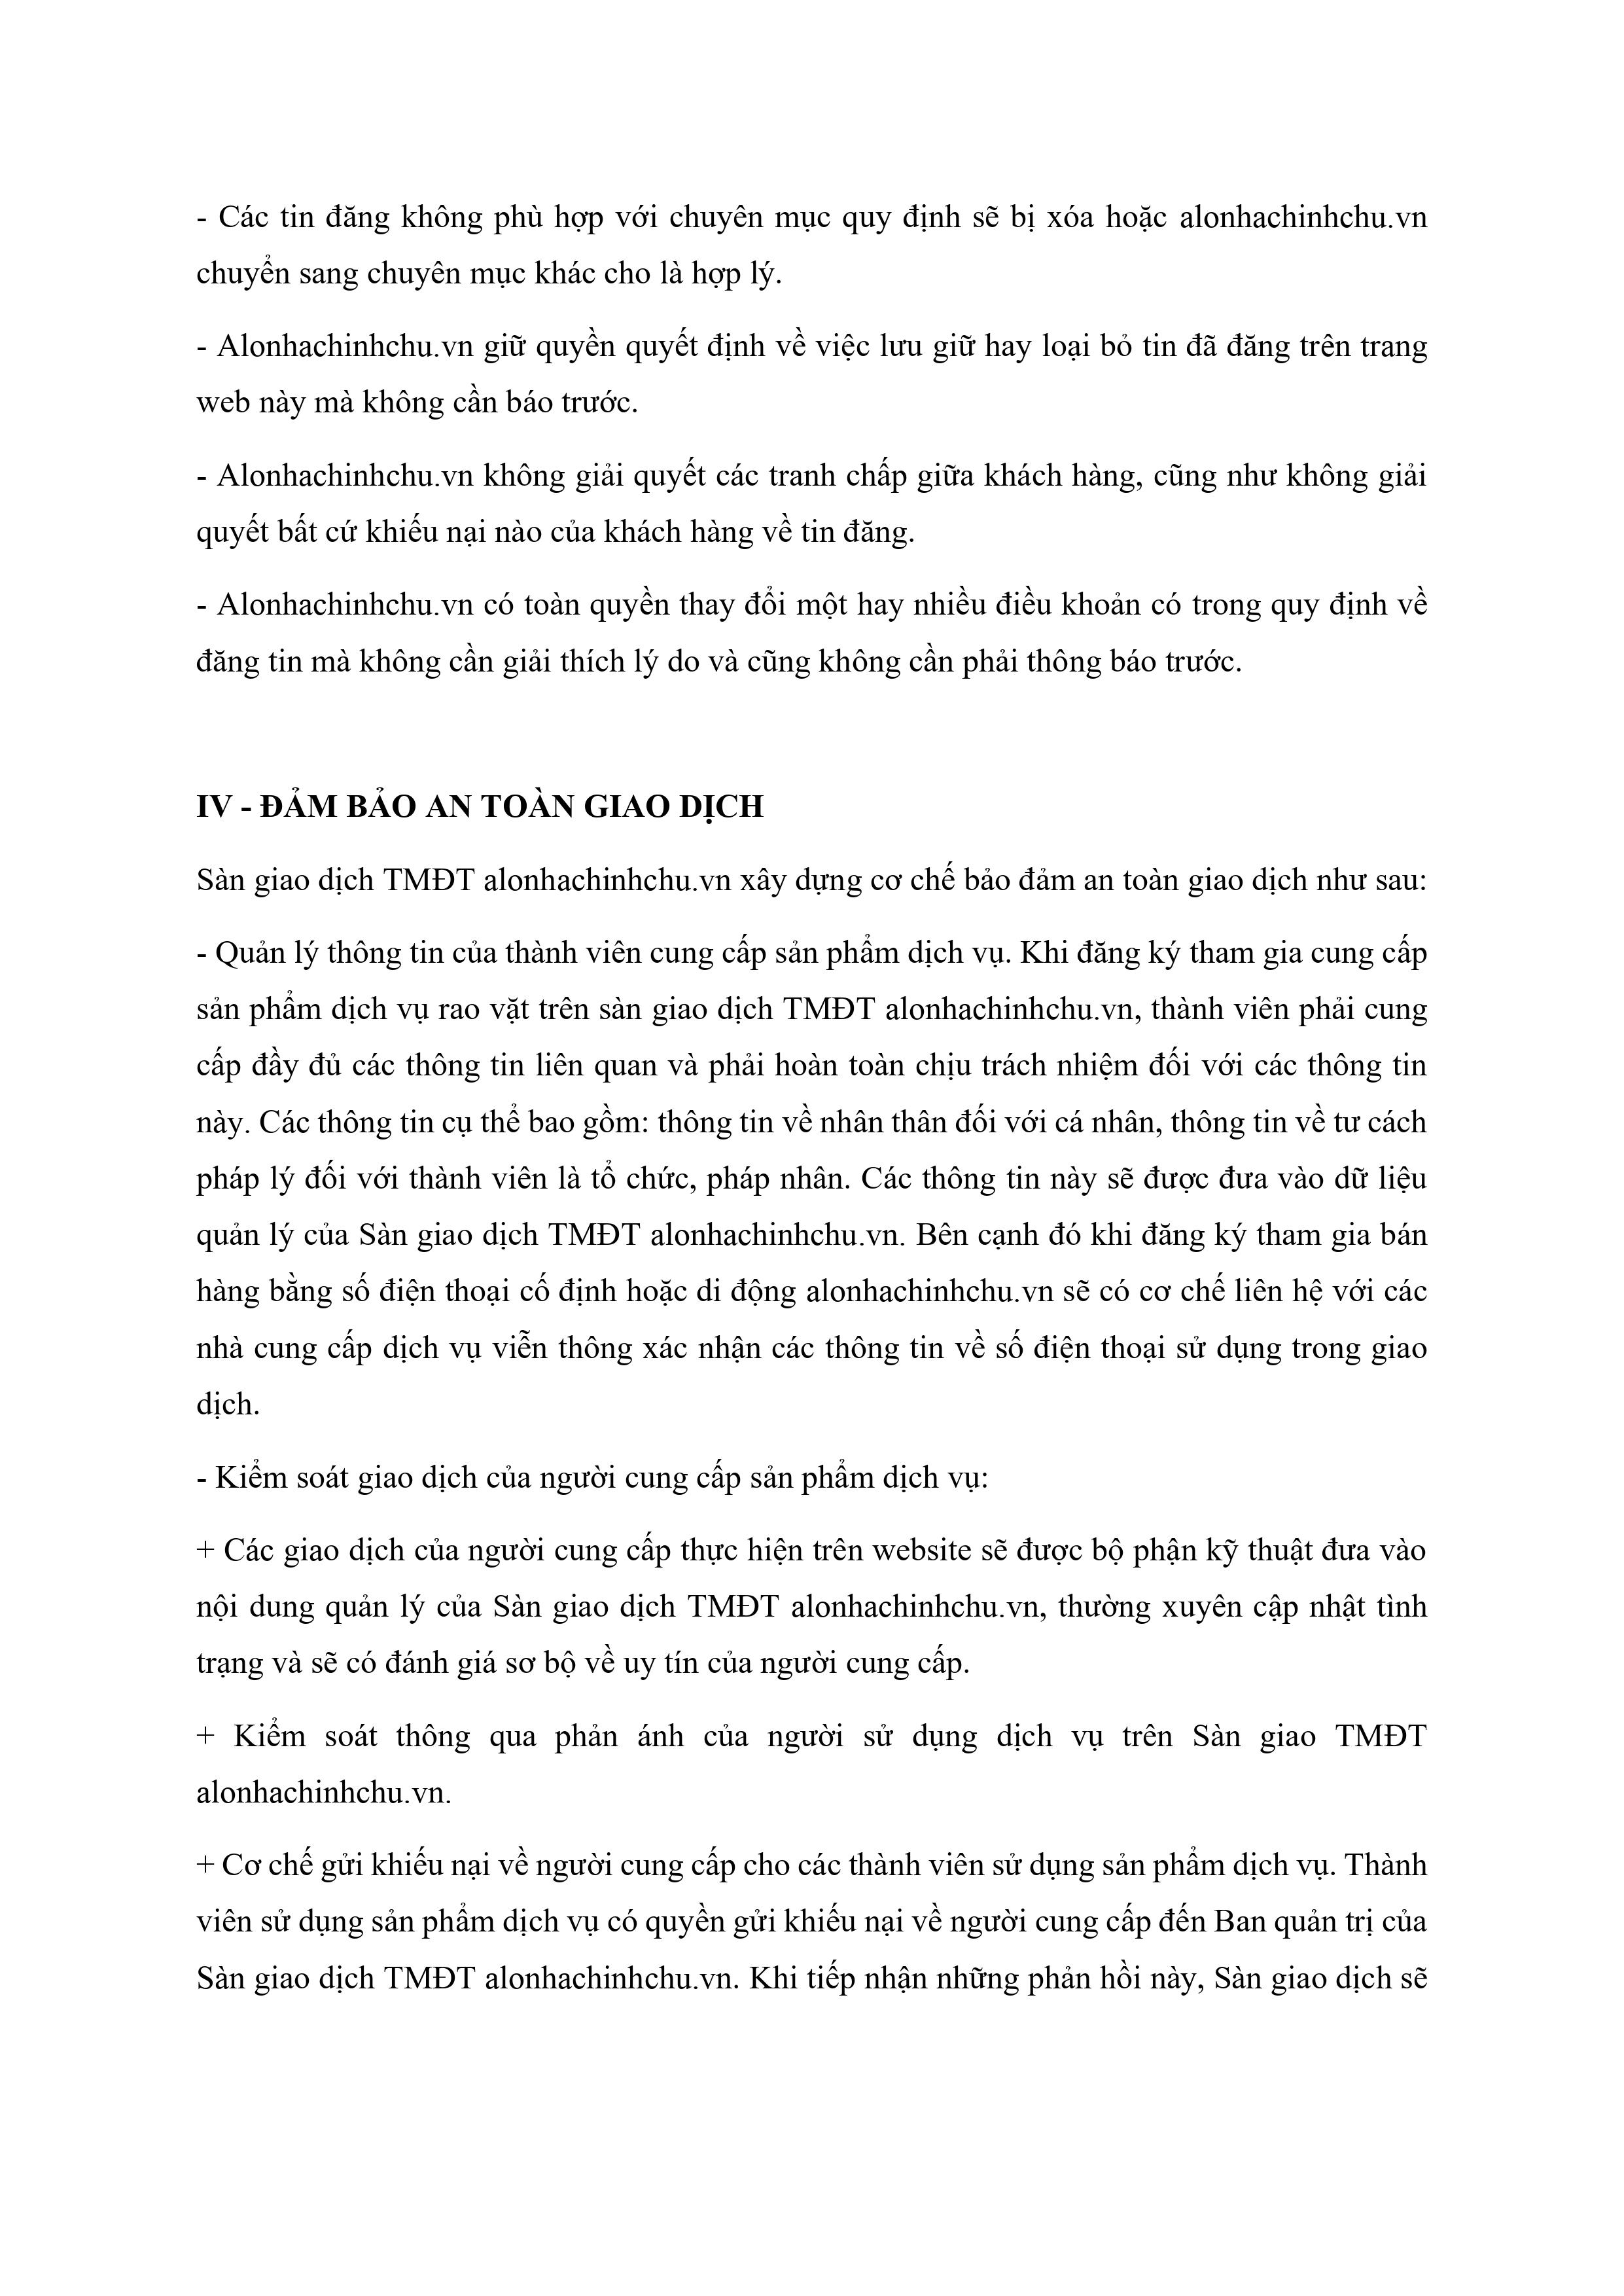 - Các tin đăng không phù hợp với chuyên mục quy định sẽ bị xóa hoặc alonhachinhchu.vn
chuyển sang chuyên mục khác cho là hợp lý.
- Alonhachinhchu.vn giữ quyền quyết định về việc lưu giữ hay loại bỏ tin đã đăng trên trang
web này mà không cần báo trước.
- Alonhachinhchu.vn không giải quyết các tranh chấp giữa khách hàng, cũng như không giải
quyết bất cứ khiếu nại nào của khách hàng về tin đăng.
- Alonhachinhchu.vn có toàn quyền thay đổi một hay nhiều điều khoản có trong quy định về
đăng tin mà không cần giải thích lý do và cũng không cần phải thông báo trước.
IV - ĐẢM BẢO AN TOÀN GIAO DỊCH
Sàn giao dịch TMĐT alonhachinhchu.vn xây dựng cơ chế bảo đảm an toàn giao dịch như sau:
- Quản lý thông tin của thành viên cung cấp sản phẩm dịch vụ. Khi đăng ký tham gia cung cấp
sản phẩm dịch vụ rao vặt trên sàn giao dịch TMĐT alonhachinhchu.vn, thành viên phải cung
cấp đầy đủ các thông tin liên quan và phải hoàn toàn chịu trách nhiệm đối với các thông tin
này. Các thông tin cụ thể bao gồm: thông tin về nhân thân đối với cá nhân, thông tin về tư cách
pháp lý đối với thành viên là tổ chức, pháp nhân. Các thông tin này sẽ được đưa vào dữ liệu
quản lý của Sàn giao dịch TMĐT alonhachinhchu.vn. Bên cạnh đó khi đăng ký tham gia bán
hàng bằng số điện thoại cố định hoặc di động alonhachinhchu.vn sẽ có cơ chế liên hệ với các
nhà cung cấp dịch vụ viễn thông xác nhận các thông tin về số điện thoại sử dụng trong giao
dịch.
- Kiểm soát giao dịch của người cung cấp sản phẩm dịch vụ:
+ Các giao dịch của người cung cấp thực hiện trên website sẽ được bộ phận kỹ thuật đưa vào
nội dung quản lý của Sàn giao dịch TMĐT alonhachinhchu.vn, thường xuyên cập nhật tình
trạng và sẽ có đánh giá sơ bộ về uy tín của người cung cấp.
+ Kiểm soát thông qua phản ánh của người sử dụng dịch vụ trên Sàn giao TMĐT
alonhachinhchu.vn.
+ Cơ chế gửi khiếu nại về người cung cấp cho các thành viên sử dụng sản phẩm dịch vụ. Thành
viên sử dụng sản phẩm dịch vụ có quyền gửi khiếu nại về người cung cấp đến Ban quản trị của
Sàn giao dịch TMĐT alonhachinhchu.vn. Khi tiếp nhận những phản hồi này, Sàn giao dịch sẽ